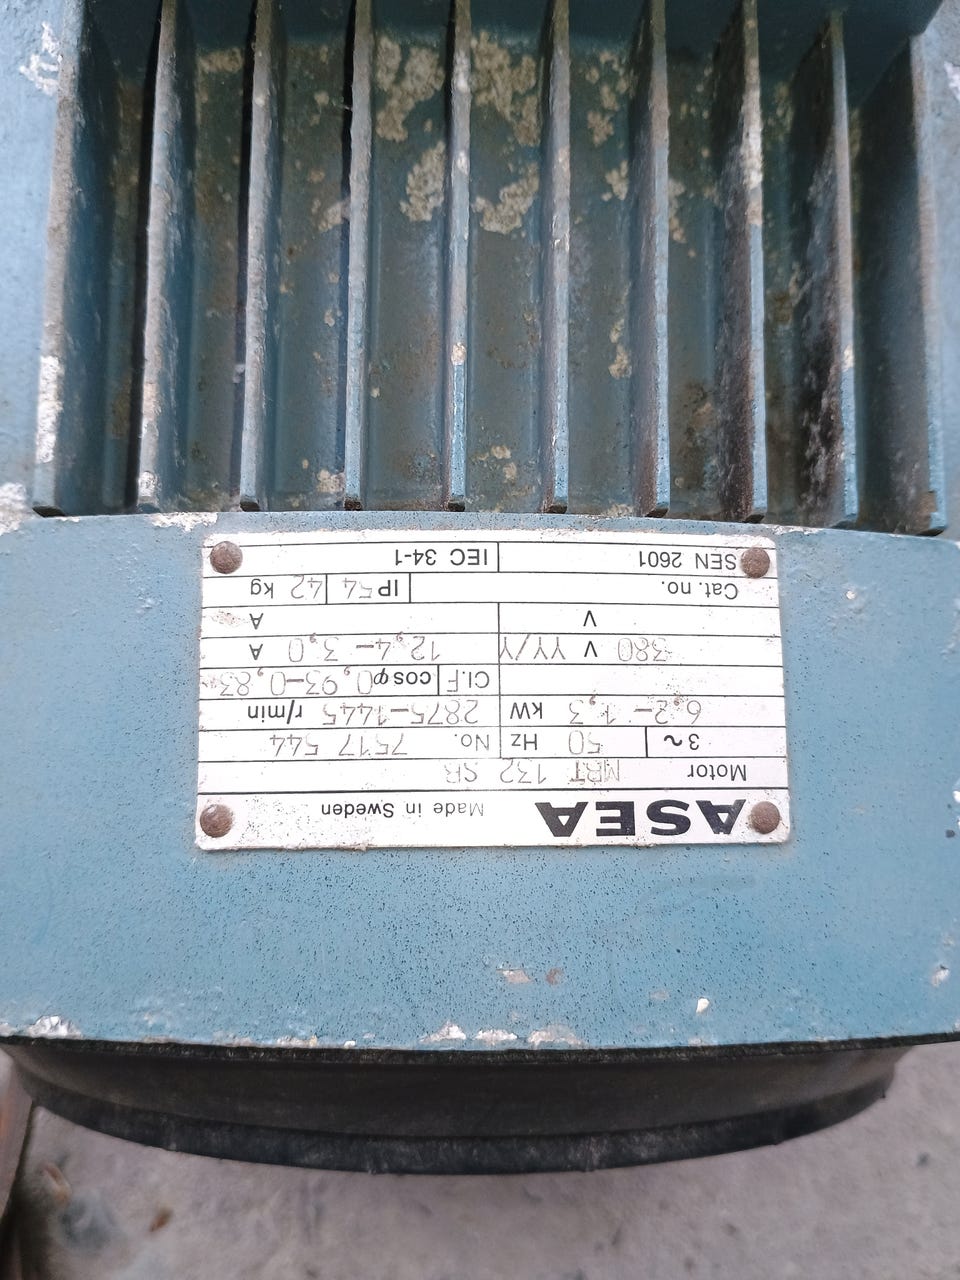 ASEA Made in Sweden
Motor MBT 132 SB
3~ 50 Hz No. 7517 544
6,2-1,3 kW 2875-1445 r/min
Cl.F cosφ 0,93-0,83
380 V YY/Y 12,4-3,0 A
V A
Cat. no. IP54 42 kg
SEN 2601 IEC 34-1